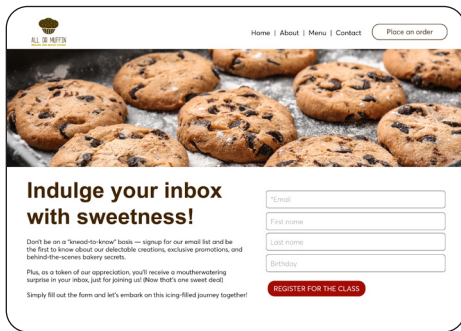 ALL OR MUFFIN
Home | About | Menu | Contact
Place an order
Indulge your inbox
with sweetness!
Don't be on a "knead-to-know" basis — signup for our email list and be
the first to know about our delectable creations, exclusive promotions, and
behind-the-scenes bakery secrets.
Plus, as a token of our appreciation, you'll receive a mouthwatering
surprise in your inbox, just for joining us! (Now that's one sweet deal)
Simply fill out the form and let's embark on this icing-filled journey together!
*Email
First name
Last name
Birthday
REGISTER FOR THE CLASS